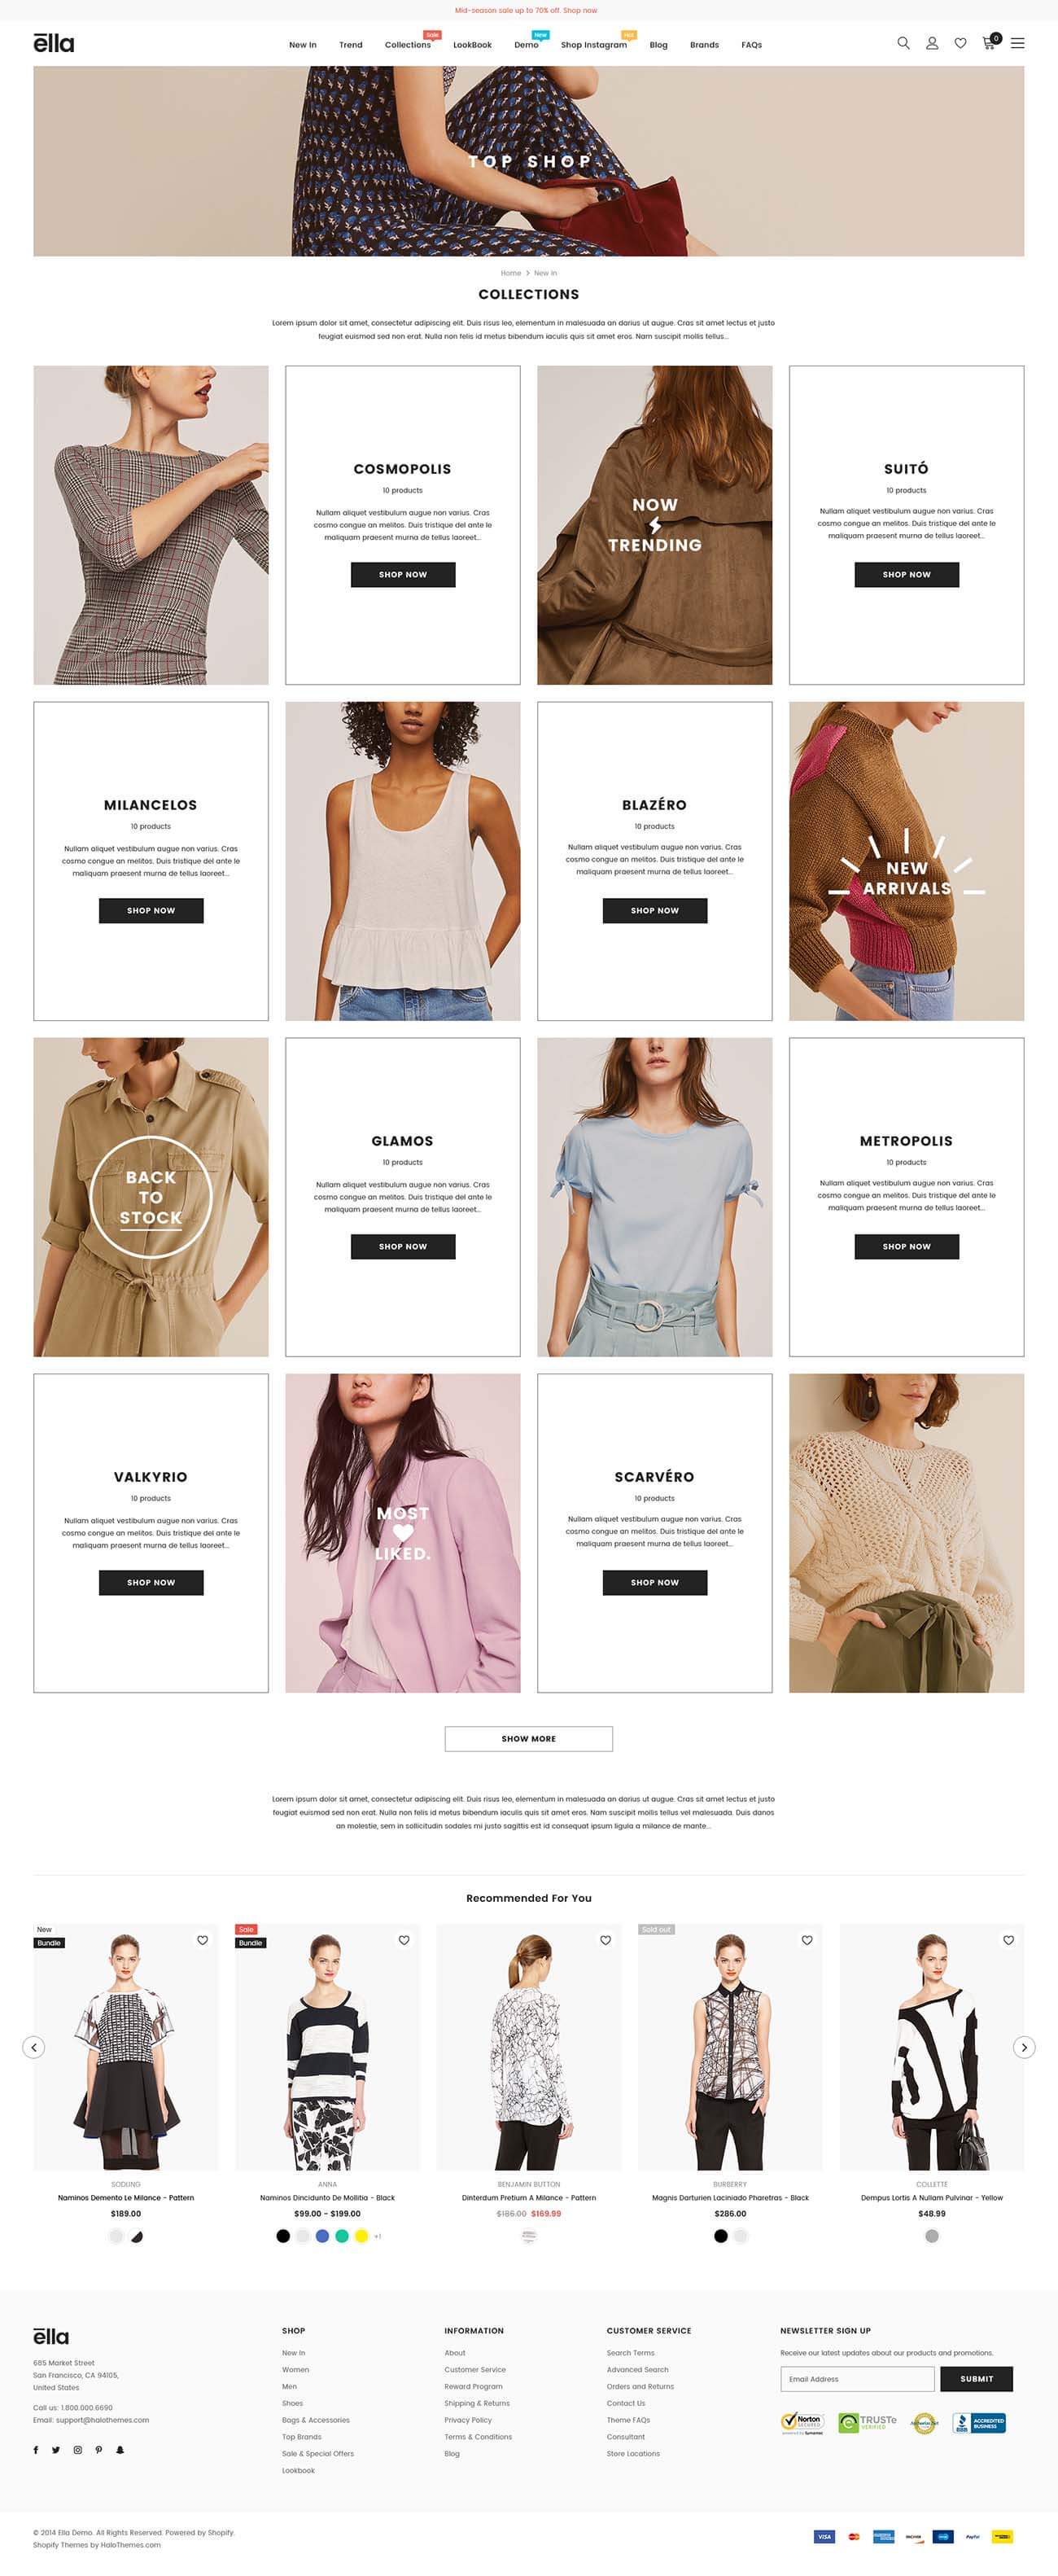 Mid-season sale up to 70% off. Shop now
ella
Sale
New
Hot
New In Trend Collections LookBook Demo Shop Instagram Blog Brands FAQs
0
TOP SHOP
Home > New in
COLLECTIONS
Lorem ipsum dolor sit amet, consectetur adipiscing elit. Duis risus leo, elementum in malesuada an darius ut augue. Cras sit amet lectus et justo
feugiat euismod sed non erat. Nulla non felis id metus bibendum iaculis quis sit amet eros. Nam suscipit mollis tellus...
COSMOPOLIS
10 products
Nullam aliquet vestibulum augue non varius. Cras
cosmo congue an melitos. Duis tristique del ante le
maliquam praesent murna de tellus laoreet...
SHOP NOW
NOW
TRENDING
SUITÓ
10 products
Nullam aliquet vestibulum augue non varius. Cras
cosmo congue an melitos. Duis tristique del ante le
maliquam praesent murna de tellus laoreet...
SHOP NOW
MILANCELOS
10 products
Nullam aliquet vestibulum augue non varius. Cras
cosmo congue an melitos. Duis tristique del ante le
maliquam praesent murna de tellus laoreet...
SHOP NOW
BLAZÉRO
10 products
Nullam aliquet vestibulum augue non varius. Cras
cosmo congue an melitos. Duis tristique del ante le
maliquam praesent murna de tellus laoreet...
SHOP NOW
NEW
ARRIVALS
BACK
TO
STOCK
GLAMOS
10 products
Nullam aliquet vestibulum augue non varius. Cras
cosmo congue an melitos. Duis tristique del ante le
maliquam praesent murna de tellus laoreet...
SHOP NOW
METROPOLIS
10 products
Nullam aliquet vestibulum augue non varius. Cras
cosmo congue an melitos. Duis tristique del ante le
maliquam praesent murna de tellus laoreet...
SHOP NOW
VALKYRIO
10 products
Nullam aliquet vestibulum augue non varius. Cras
cosmo congue an melitos. Duis tristique del ante le
maliquam praesent murna de tellus laoreet...
SHOP NOW
MOST
LIKED.
SCARVÉRO
10 products
Nullam aliquet vestibulum augue non varius. Cras
cosmo congue an melitos. Duis tristique del ante le
maliquam praesent murna de tellus laoreet...
SHOP NOW
SHOW MORE
Lorem ipsum dolor sit amet, consectetur adipiscing elit. Duis risus leo, elementum in malesuada an darius ut augue. Cras sit amet lectus et justo
feugiat euismod sed non erat. Nulla non felis id metus bibendum iaculis quis sit amet eros. Nam suscipit mollis tellus vel malesuada. Duis danos
an molestie, sem in sollicitudin sodales mi justo sagittis est id consequat ipsum ligula a milance de mante...
Recommended For You
New
Bundle
SODLING
Naminos Demento Le Milance - Pattern
$189.00
Sale
Bundle
ANNA
Naminos Dincidunto De Mollitia - Black
$99.00 - $199.00
+1
BENJAMIN BUTTON
Dinterdum Pretium A Milance - Pattern
$186.00 $169.99
Sold out
BURBERRY
Magnis Darturien Laciniado Pharetras - Black
$286.00
COLLETTE
Dempus Lortis A Nullam Pulvinar - Yellow
$48.99
ella
685 Market Street
San Francisco, CA 94105,
United States
Call us: 1.800.000.6690
Email: support@halothemes.com
SHOP
New In
Women
Men
Shoes
Bags & Accessories
Top Brands
Sale & Special Offers
Lookbook
INFORMATION
About
Customer Service
Reward Program
Shipping & Returns
Privacy Policy
Terms & Conditions
Blog
CUSTOMER SERVICE
Search Terms
Advanced Search
Orders and Returns
Contact Us
Theme FAQs
Consultant
Store Locations
NEWSLETTER SIGN UP
Receive our latest updates about our products and promotions.
Email Address
SUBMIT
Norton
SECURED
powered by Symantec
TRUSTe
VERIFIED
BBB
ACCREDITED
BUSINESS
© 2014 Ella Demo. All Rights Reserved. Powered by Shopify.
Shopify Themes by HaloThemes.com
VISA
DISCOVER
PayPal